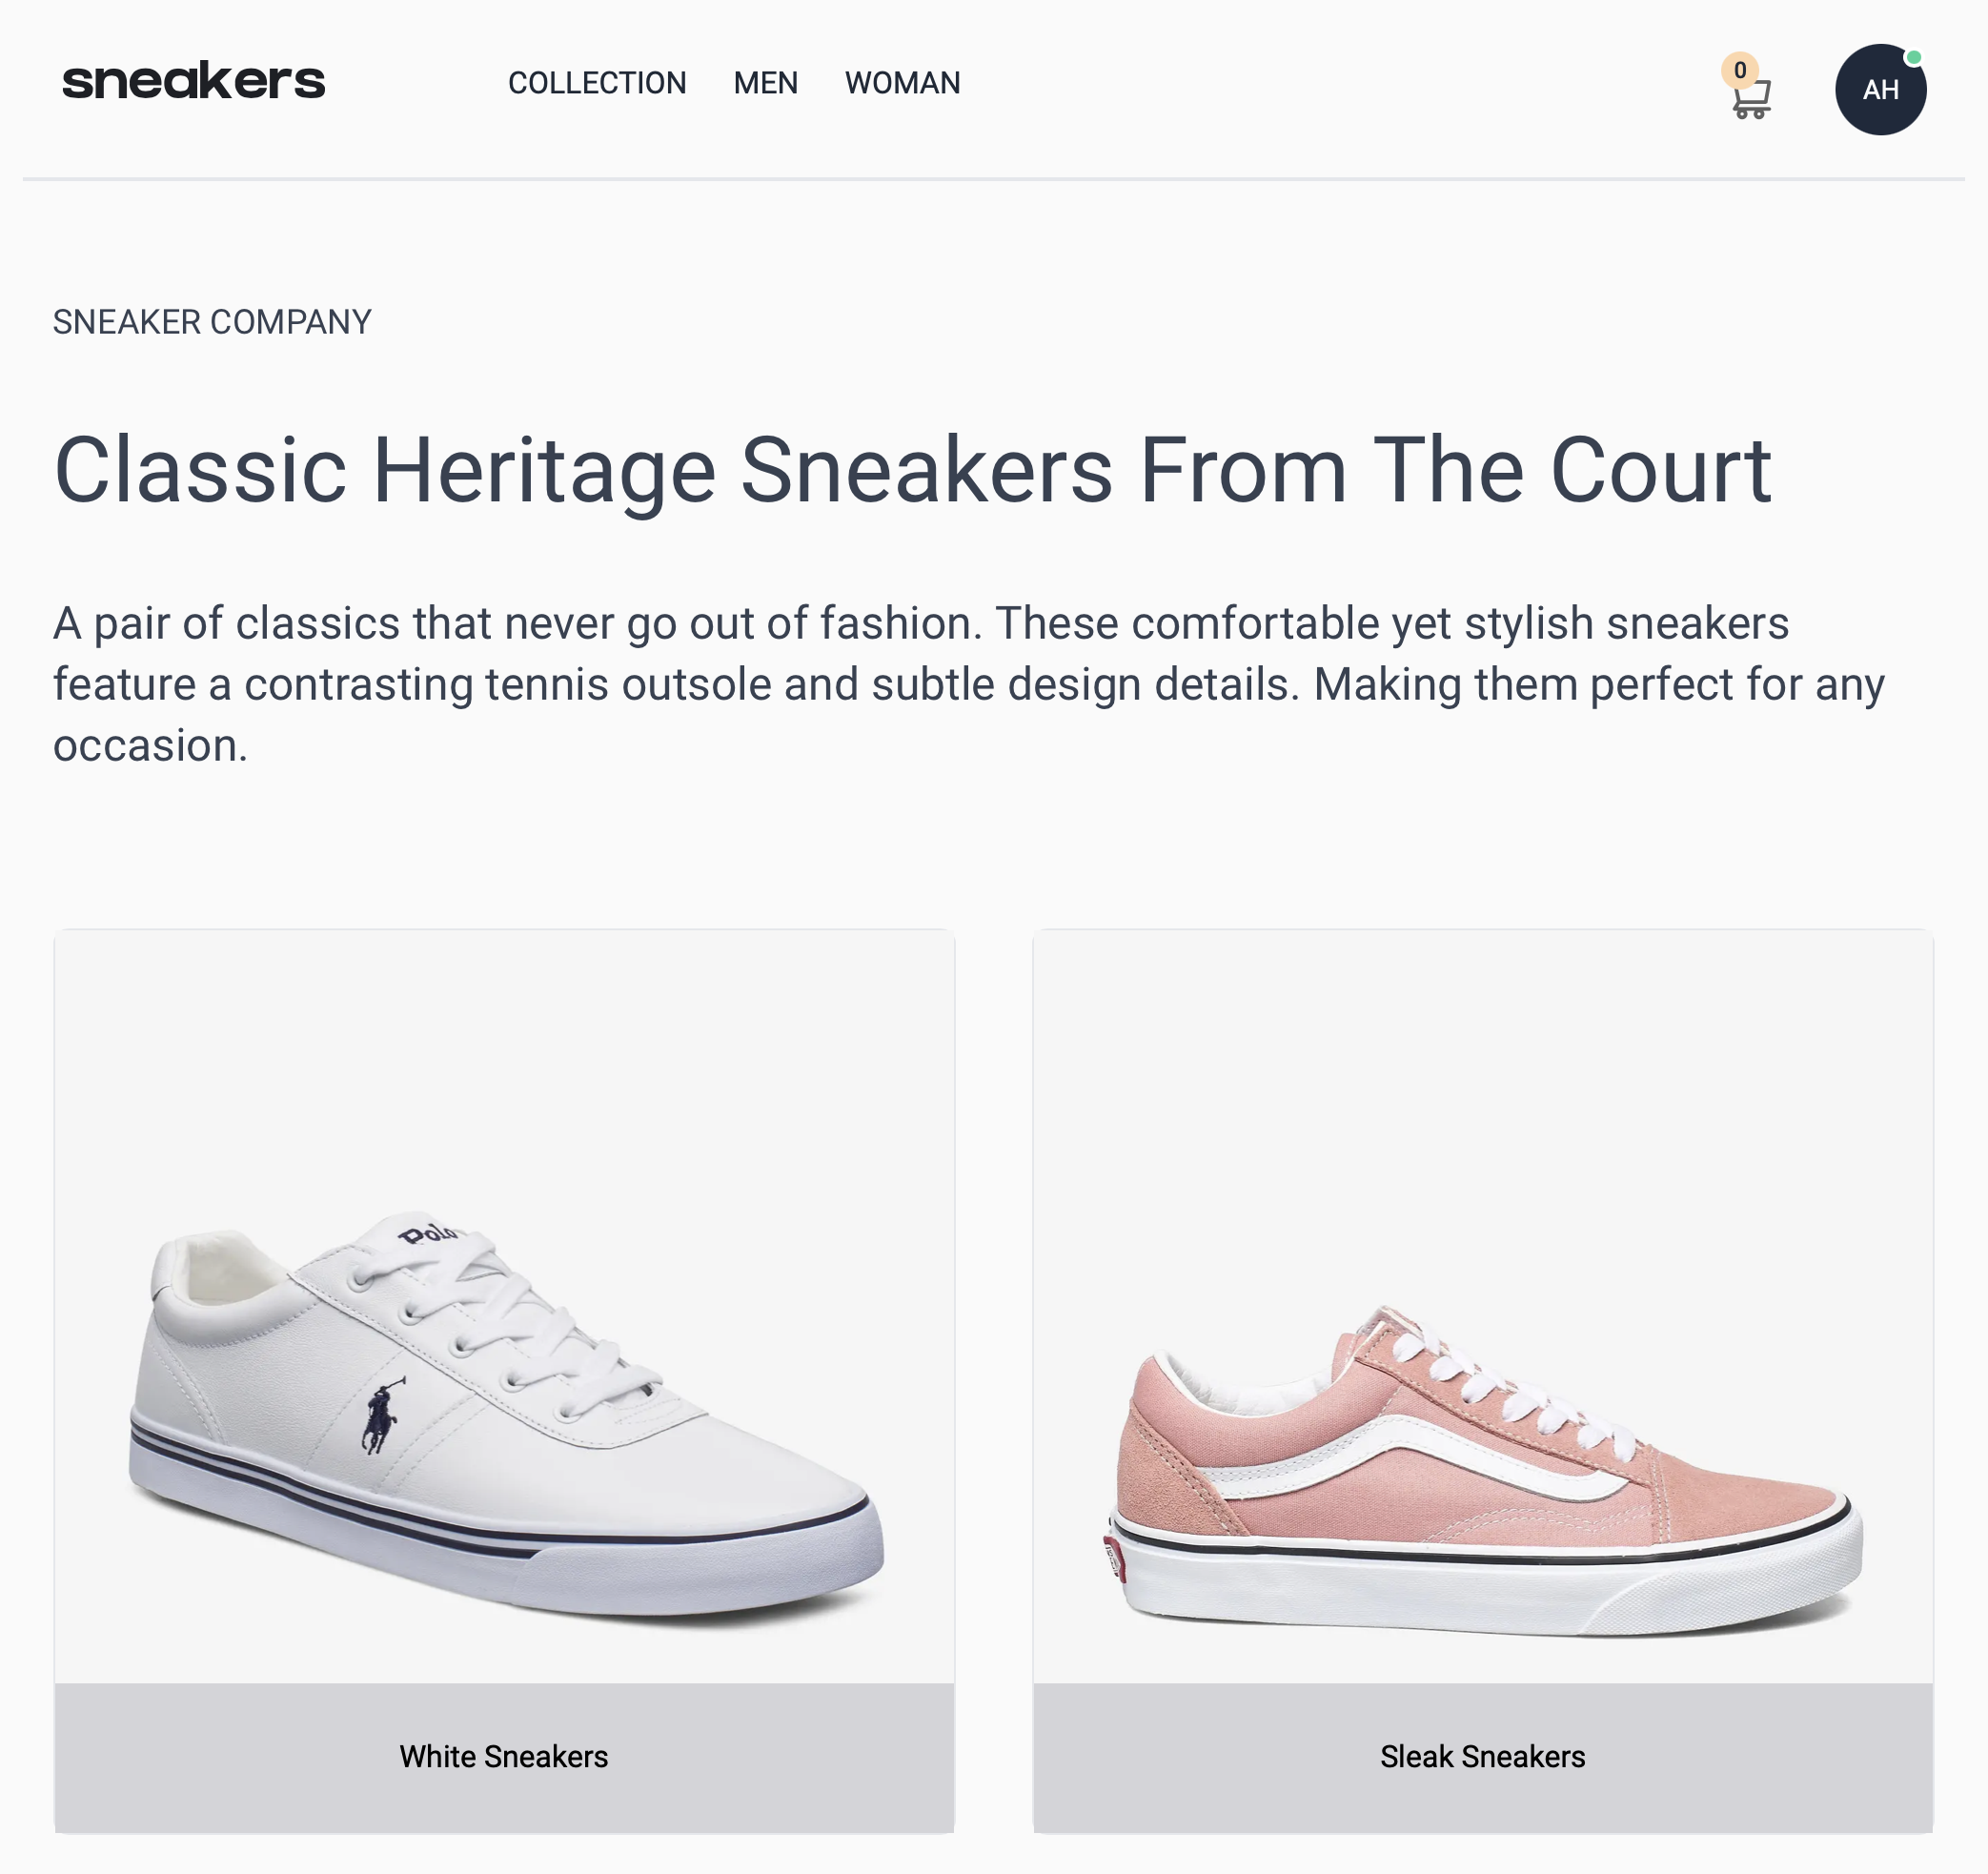 sneakers
COLLECTION MEN WOMAN
0
AH
SNEAKER COMPANY
Classic Heritage Sneakers From The Court
A pair of classics that never go out of fashion. These comfortable yet stylish sneakers
feature a contrasting tennis outsole and subtle design details. Making them perfect for any
occasion.
Polo
White Sneakers
Sleak Sneakers